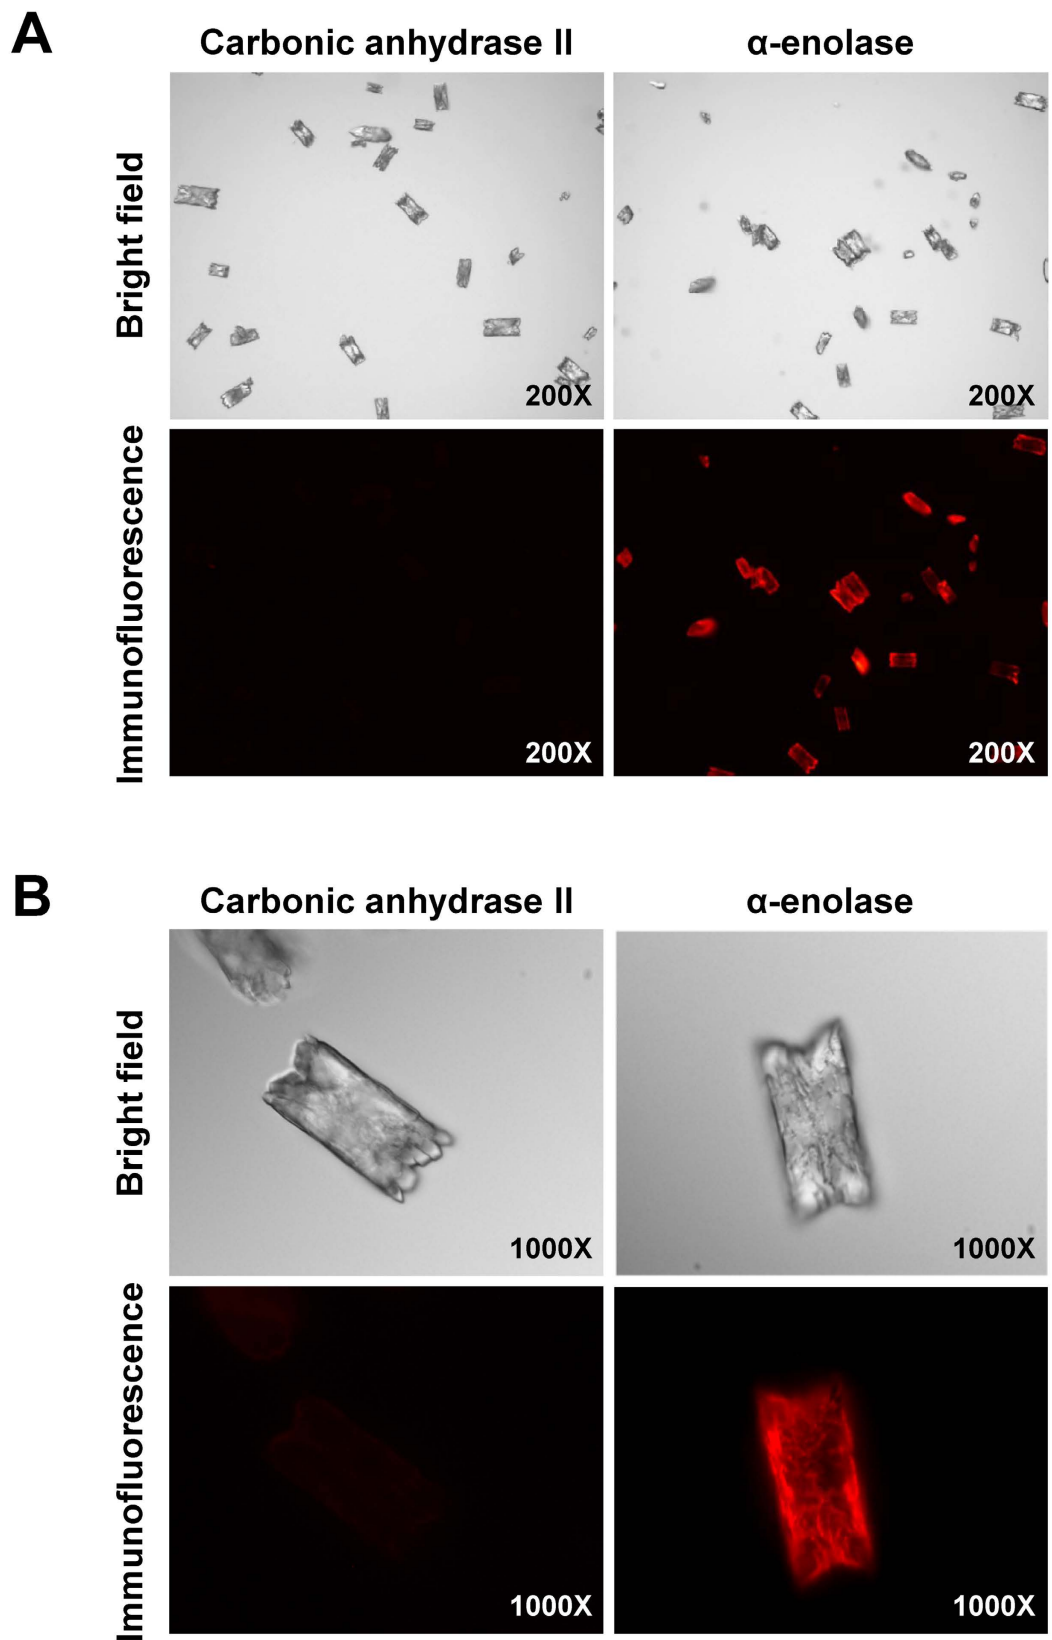 A
Carbonic anhydrase II
α-enolase
Bright field
200X
200X
Immunofluorescence
200X
200X
B
Carbonic anhydrase II
α-enolase
Bright field
1000X
1000X
Immunofluorescence
1000X
1000X